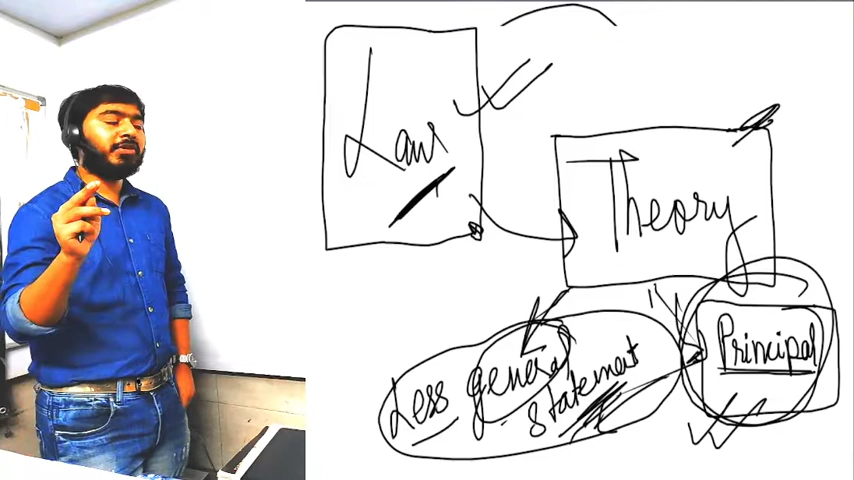 Law
Theory
Principal
Less general
statement